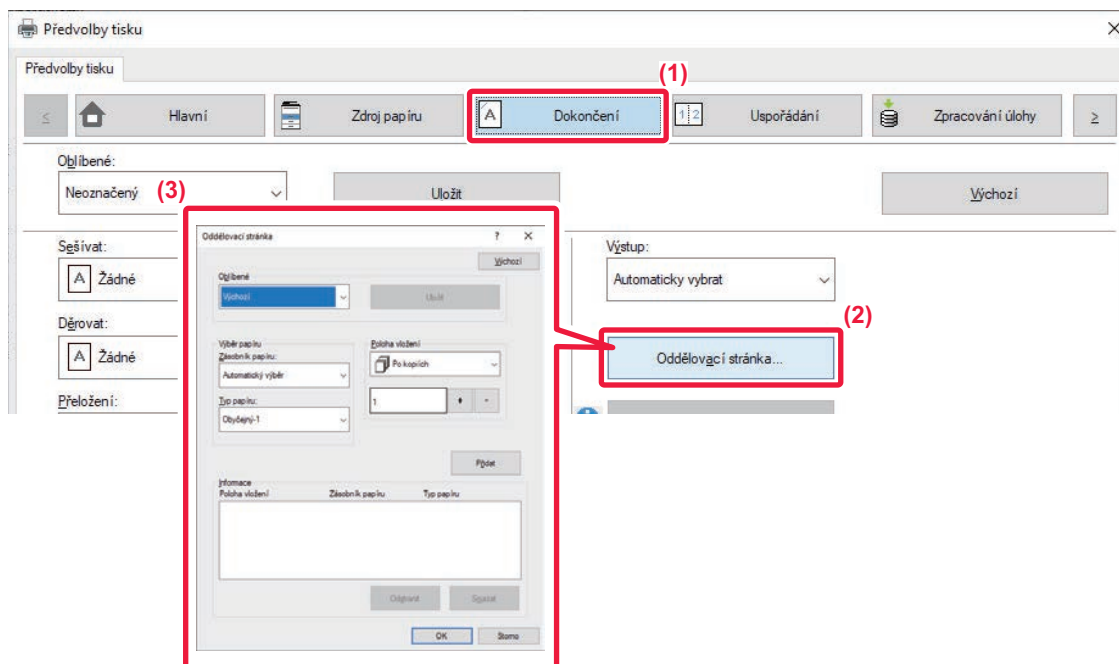 Předvolby tisku
Předvolby tisku
(1)
Hlavní
Zdroj papíru
Dokončení
Uspořádání
Zpracování úlohy
Oblíbené:
Neoznačený
(3)
Uložit
Výchozí
Sešívat:
Žádné
Děrovat:
Žádné
Přeložení:
Oddělovací stránka
Výchozí
Oblíbené
Výchozí
Uložit
Výběr papíru
Zásobník papíru:
Automatický výběr
Typ papíru:
Obyčejný-1
Poloha vložení
Po kopiích
1
Přidat
Informace
Poloha vložení Zásobník papíru Typ papíru
Odstranit
Smazat
OK
Storno
Výstup:
Automaticky vybrat
(2)
Oddělovací stránka...